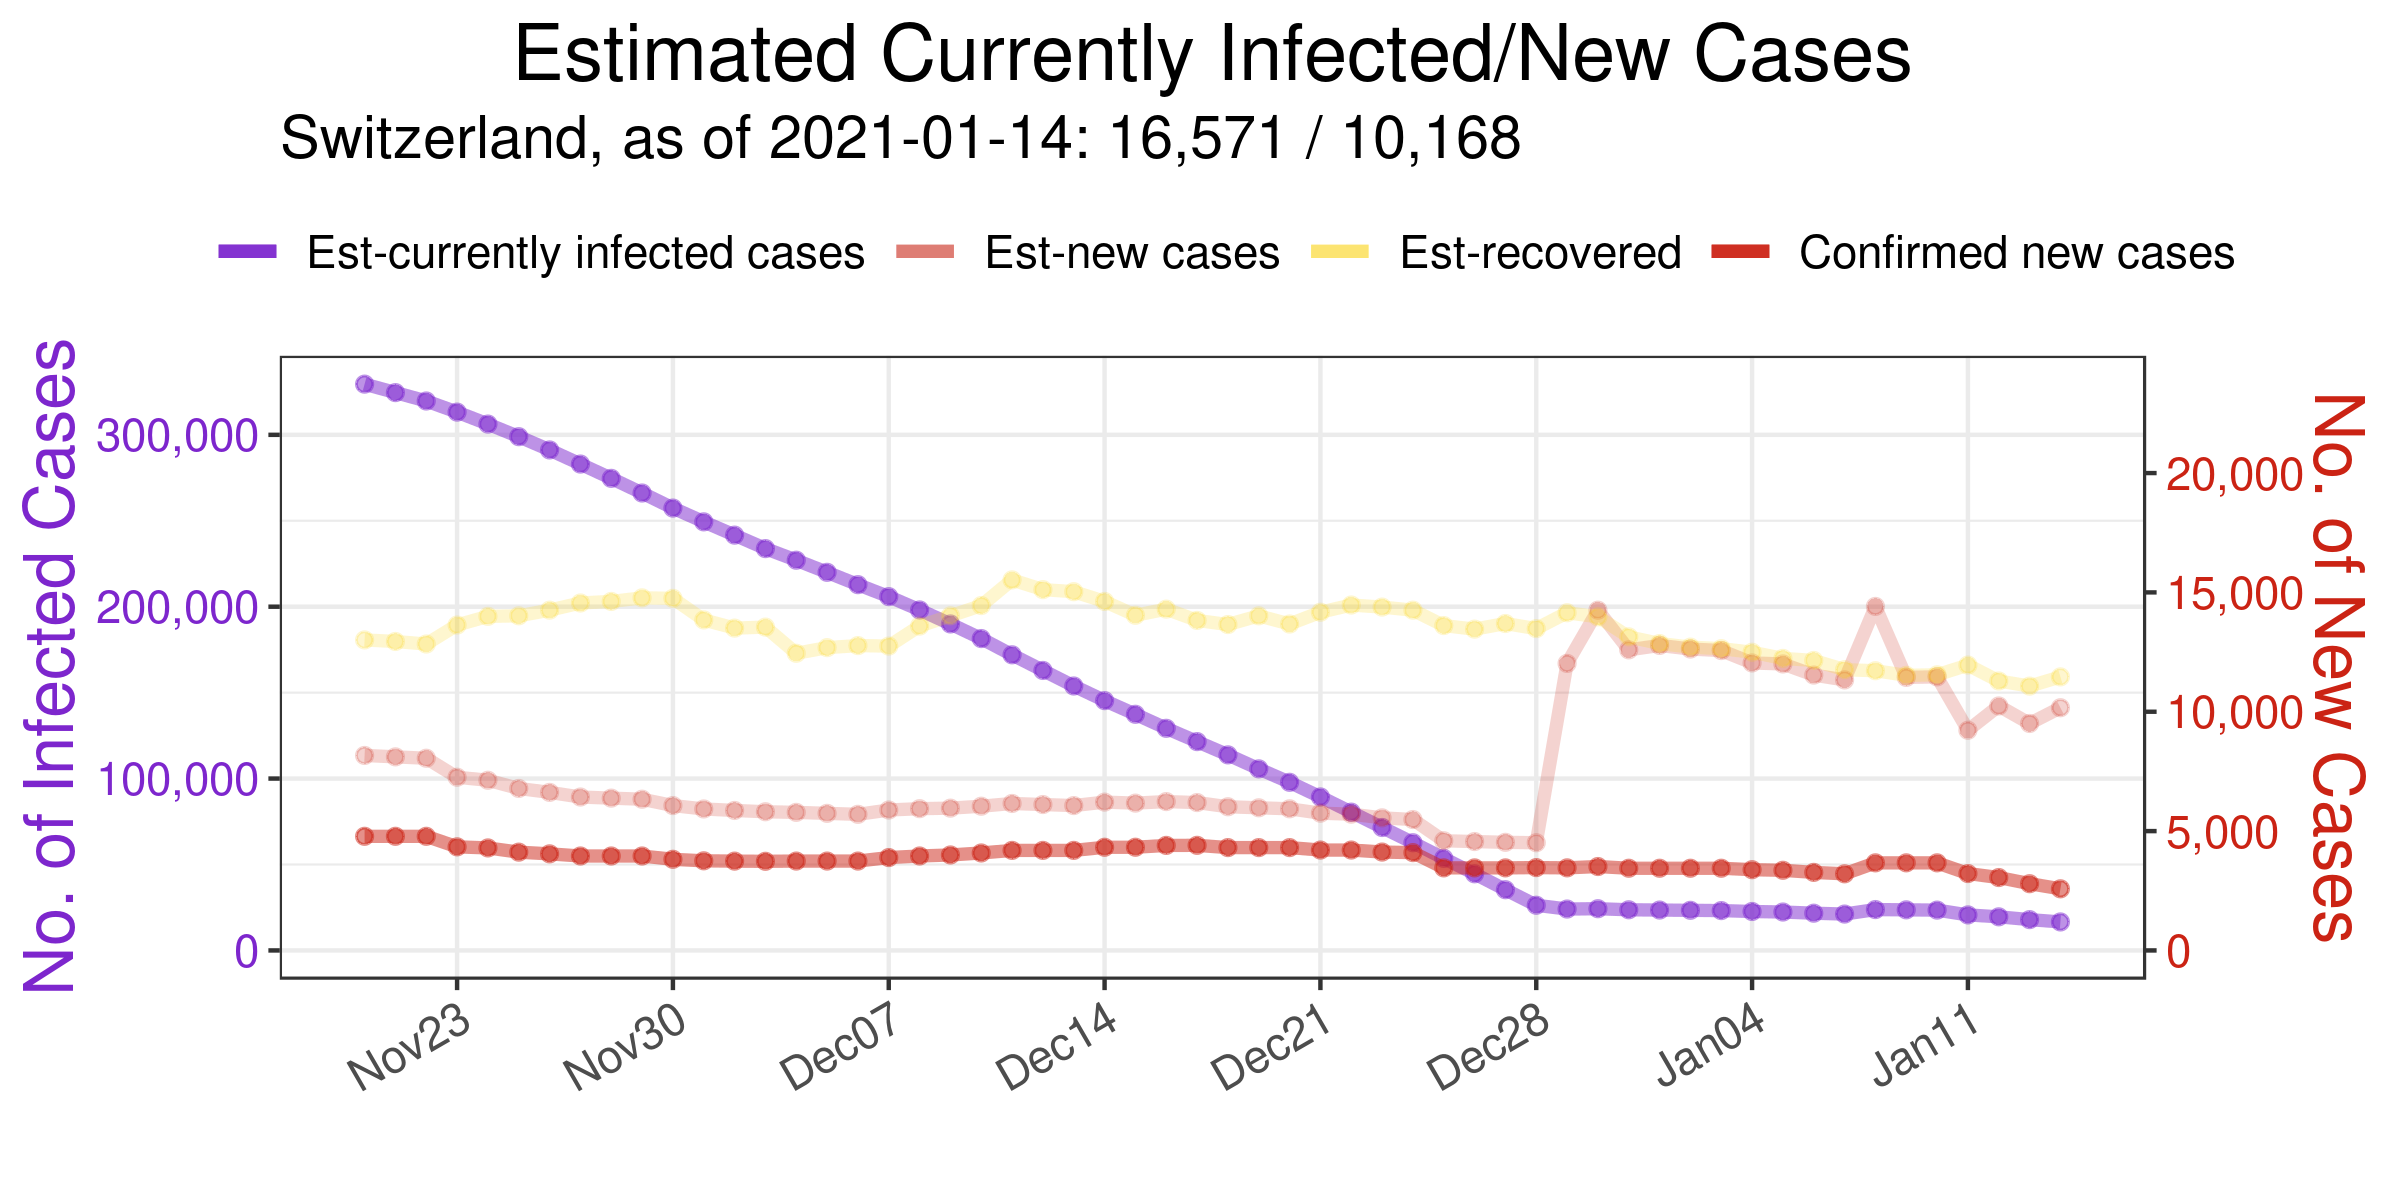 Estimated Currently Infected/New Cases
Switzerland, as of 2021-01-14: 16,571 / 10,168
Est-currently infected cases Est-new cases Est-recovered Confirmed new cases
No. of Infected Cases
300,000
200,000
100,000
0
20,000
15,000
10,000
5,000
0
No. of New Cases
Nov23 Nov30 Dec07 Dec14 Dec21 Dec28 Jan04 Jan11